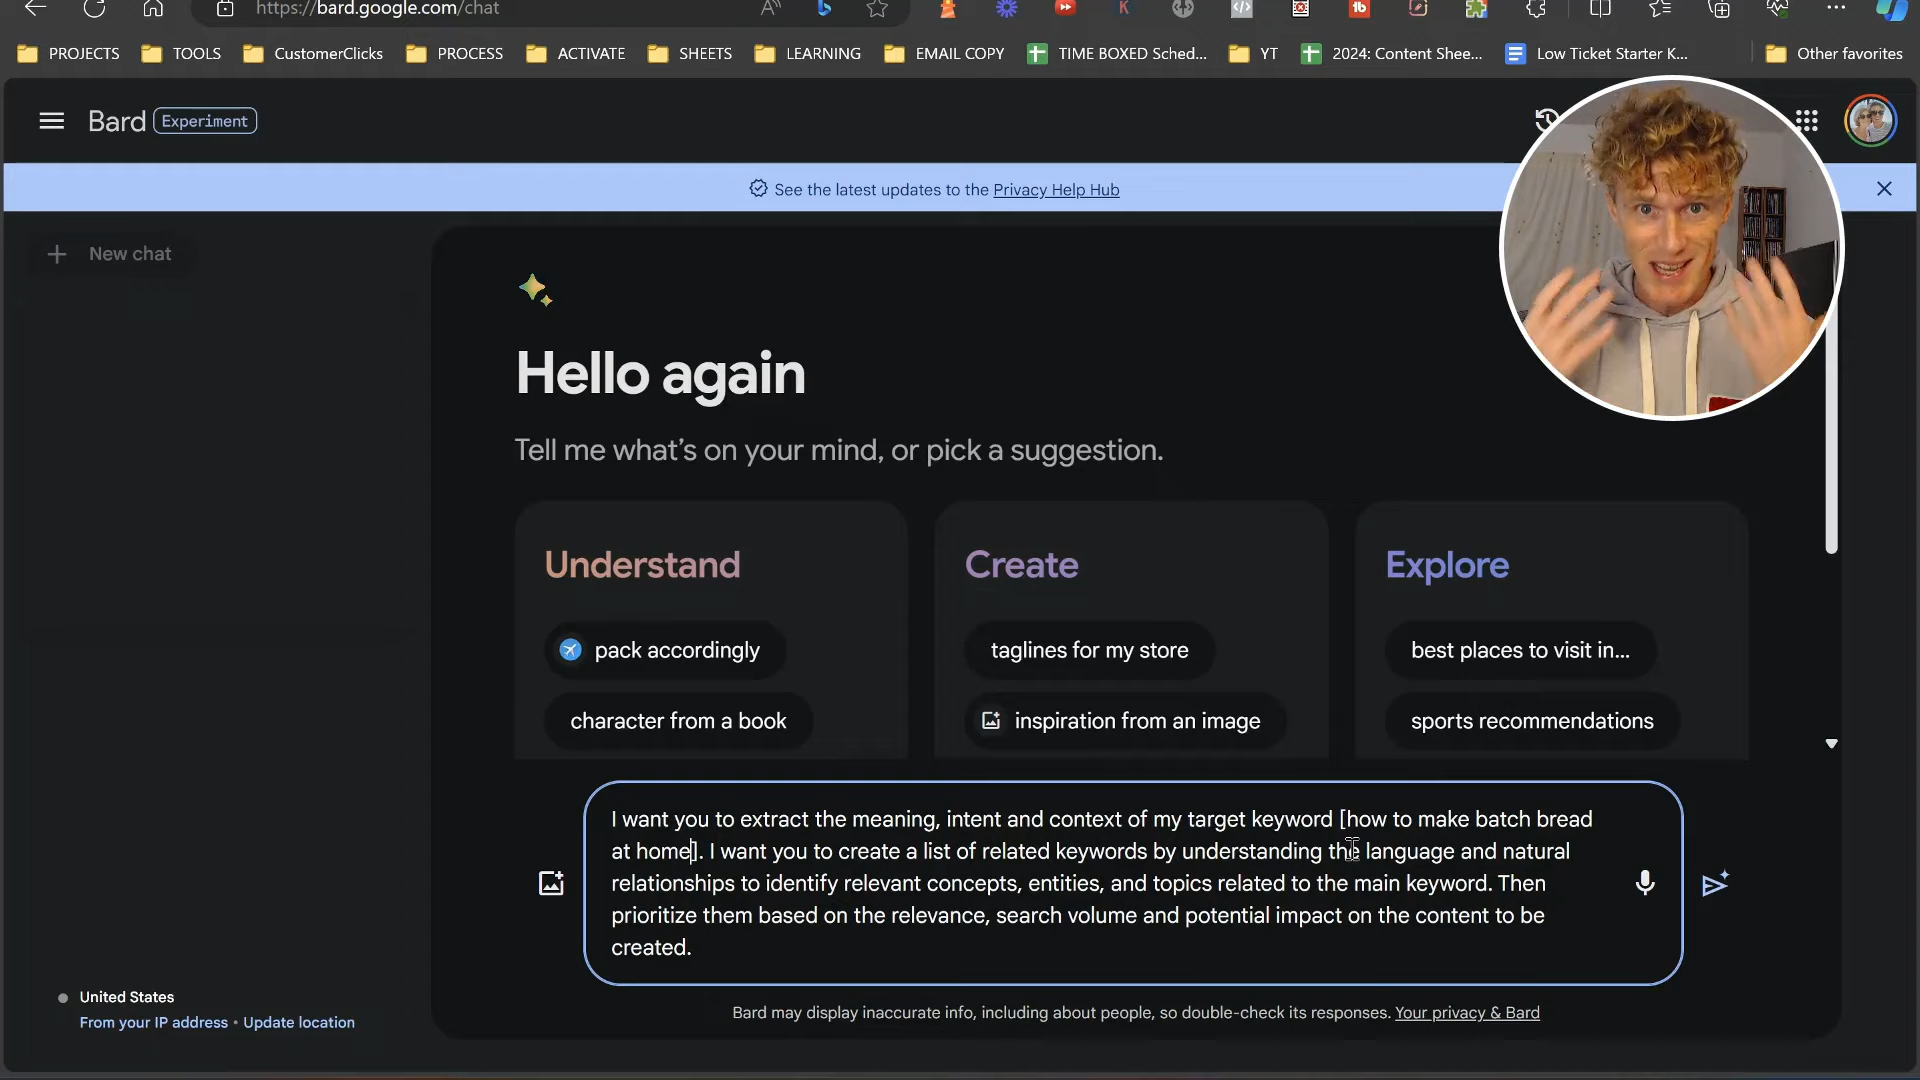 https://bard.google.com/chat
PROJECTS
TOOLS
CustomerClicks
PROCESS
ACTIVATE
SHEETS
LEARNING
EMAIL COPY
TIME BOXED Sched...
YT
2024: Content Shee...
Low Ticket Starter K...
Other favorites
Bard
Experiment
See the latest updates to the Privacy Help Hub
New chat
Hello again
Tell me what's on your mind, or pick a suggestion.
Understand
Create
Explore
pack accordingly
taglines for my store
best places to visit in...
character from a book
inspiration from an image
sports recommendations
I want you to extract the meaning, intent and context of my target keyword [how to make batch bread
at home]. I want you to create a list of related keywords by understanding the language and natural
relationships to identify relevant concepts, entities, and topics related to the main keyword. Then
prioritize them based on the relevance, search volume and potential impact on the content to be
created.
United States
From your IP address • Update location
Bard may display inaccurate info, including about people, so double-check its responses. Your privacy & Bard